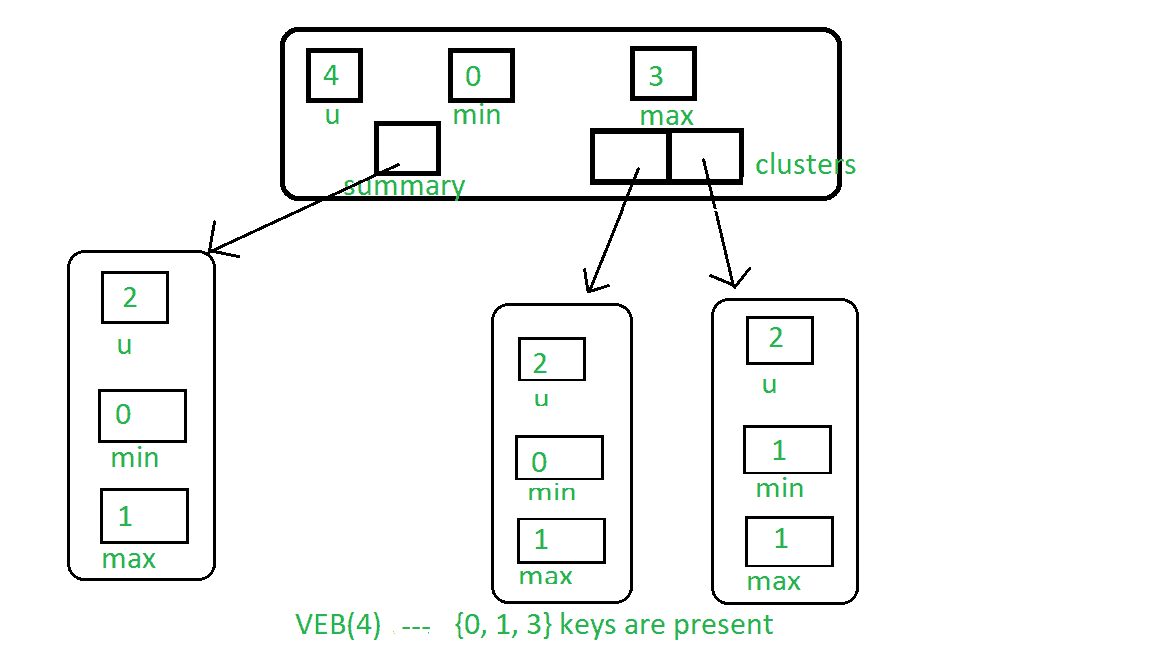 4 0 3
u min max
summary clusters
2
u
0
min
1
max
2
u
0
min
1
max
2
u
1
min
1
max
VEB(4) --- {0, 1, 3} keys are present